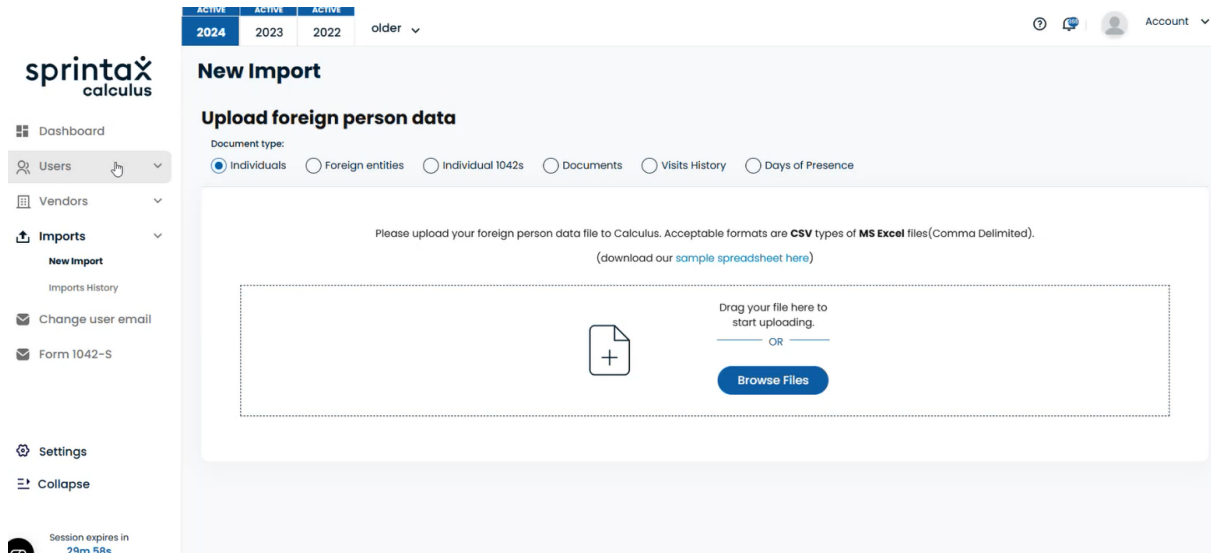 ACTIVE ACTIVE ACTIVE
2024 2023 2022 older
Account
sprintax
calculus
New Import
Upload foreign person data
Dashboard
Document type:
Users
Individuals Foreign entities Individual 1042s Documents Visits History Days of Presence
Vendors
Imports
Please upload your foreign person data file to Calculus. Acceptable formats are CSV types of MS Excel files(Comma Delimited).
New Import
(download our sample spreadsheet here)
Imports History
Drag your file here to
start uploading.
OR
Browse Files
Change user email
Form 1042-S
Settings
Collapse
Session expires in
29m 58s